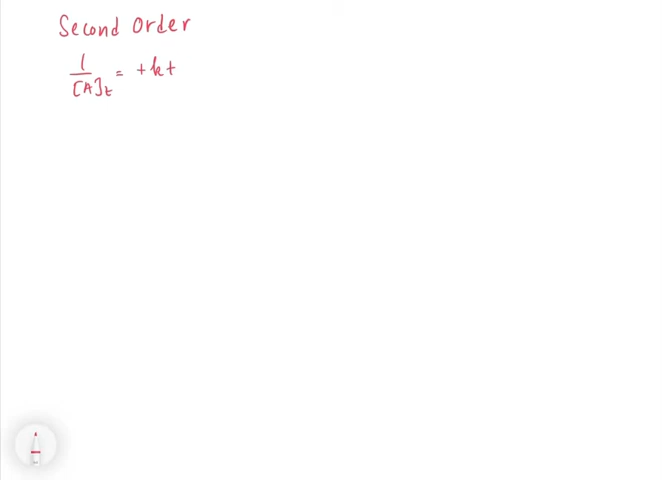 Second Order
1/[A]t = +kt